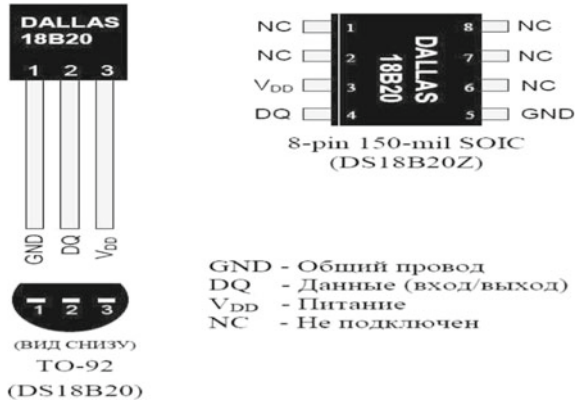 DALLAS
18B20
1 2 3
GND DQ VDD
1 2 3
(ВИД СНИЗУ)
TO-92
(DS18B20)
NC 1 8 NC
NC 2 7 NC
VDD 3 6 NC
DQ 4 5 GND
DALLAS
18B20
8-pin 150-mil SOIC
(DS18B20Z)
GND - Общий провод
DQ - Данные (вход/выход)
VDD - Питание
NC - Не подключен